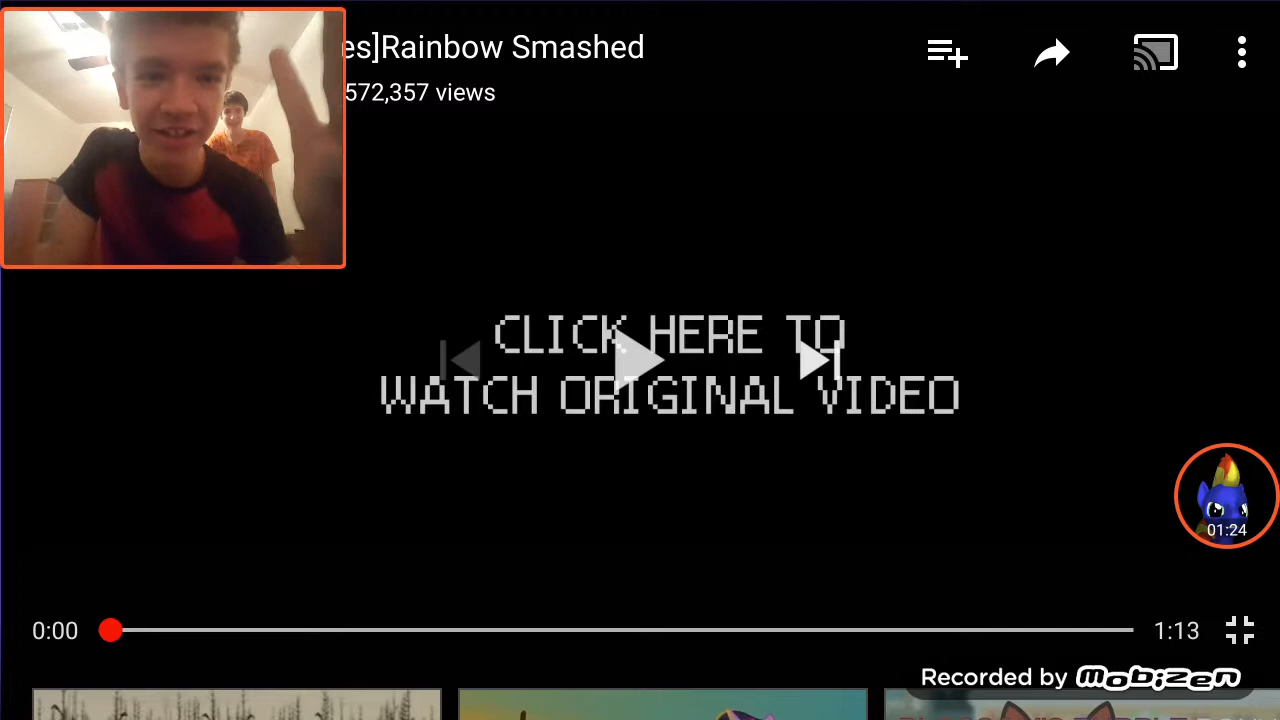 es]Rainbow Smashed
572,357 views
CLICK HERE TO
WATCH ORIGINAL VIDEO
01:24
0:00
1:13
Recorded by MOBIZEN